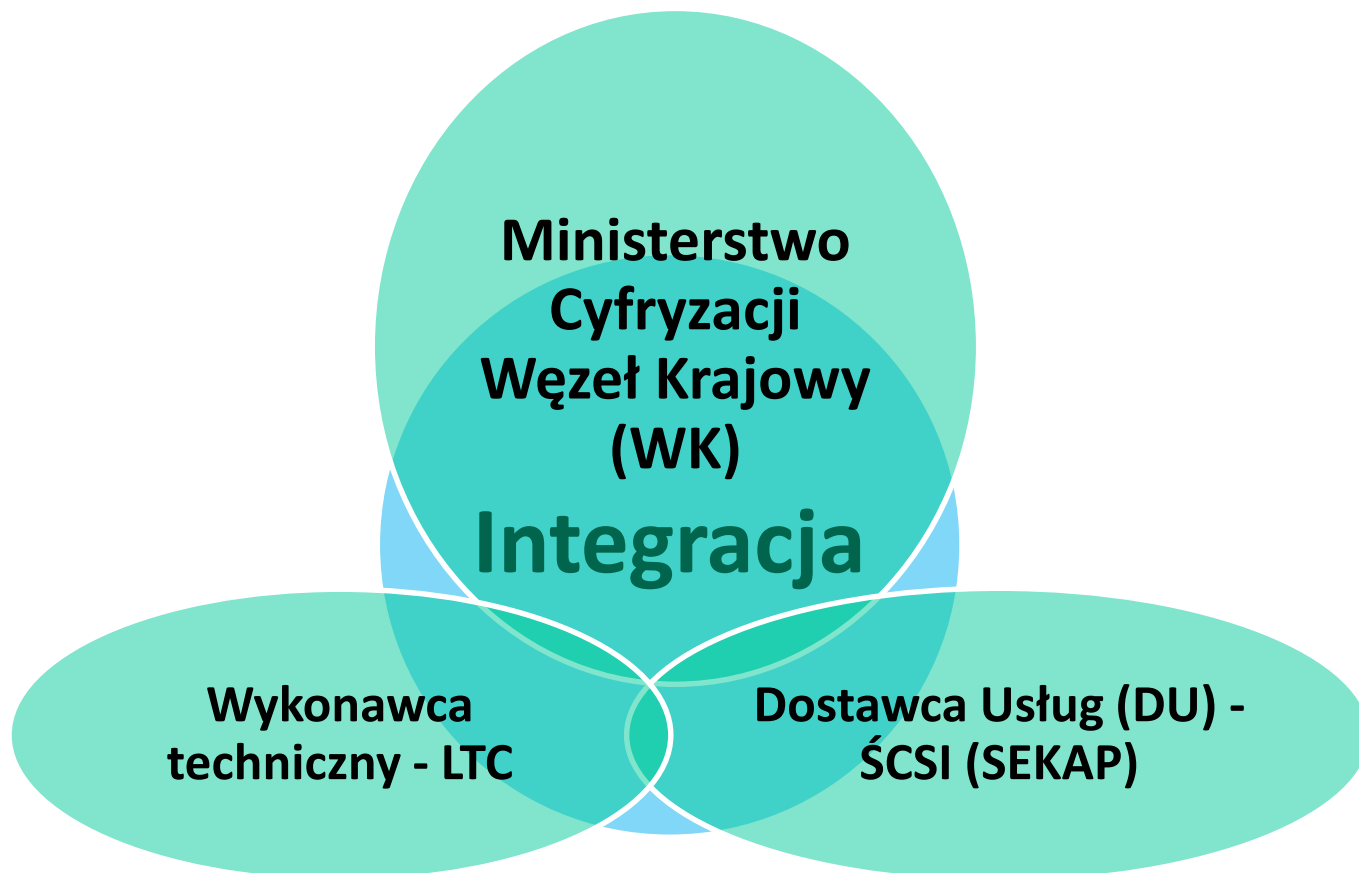 Ministerstwo
Cyfryzacji
Węzeł Krajowy
(WK)
Integracja
Wykonawca
techniczny - LTC
Dostawca Usług (DU) -
ŚCSI (SEKAP)